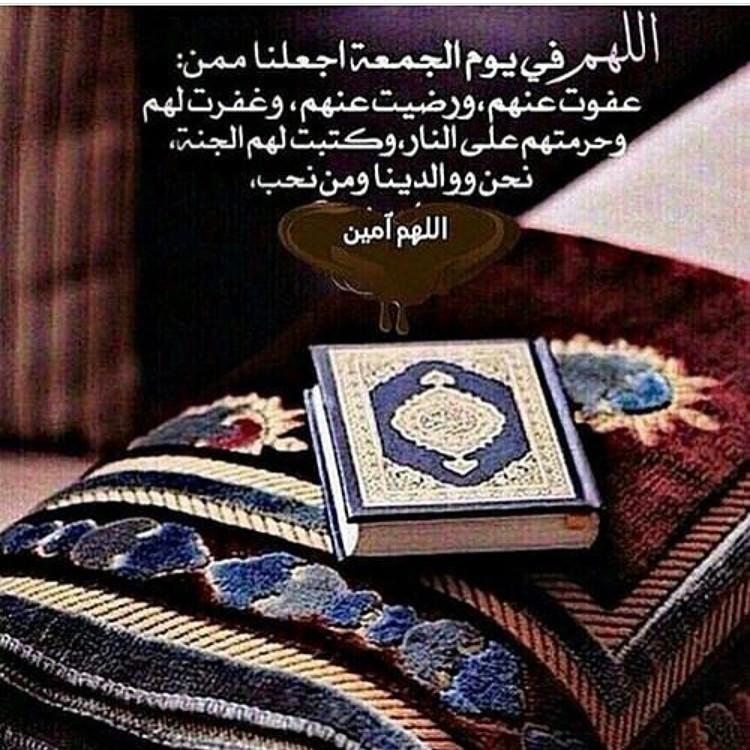 اللهم في يوم الجمعة اجعلنا ممن:
عفوت عنهم،ورضيت عنهم، وغفرت لهم
وحرمتهم على النار،وكتبت لهم الجنة،
نحن ووالدينا ومن نحب،
اللهم آمين